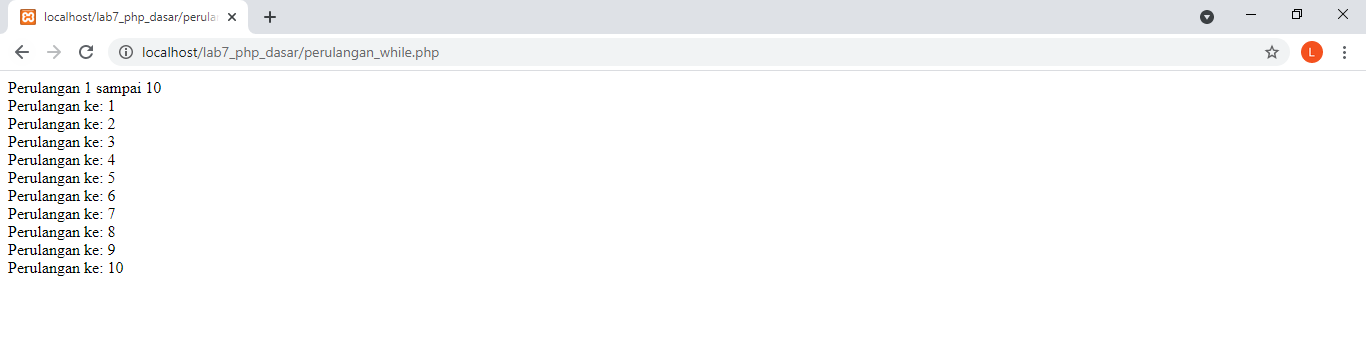 localhost/lab7_php_dasar/perula
localhost/lab7_php_dasar/perulangan_while.php
L
Perulangan 1 sampai 10
Perulangan ke: 1
Perulangan ke: 2
Perulangan ke: 3
Perulangan ke: 4
Perulangan ke: 5
Perulangan ke: 6
Perulangan ke: 7
Perulangan ke: 8
Perulangan ke: 9
Perulangan ke: 10